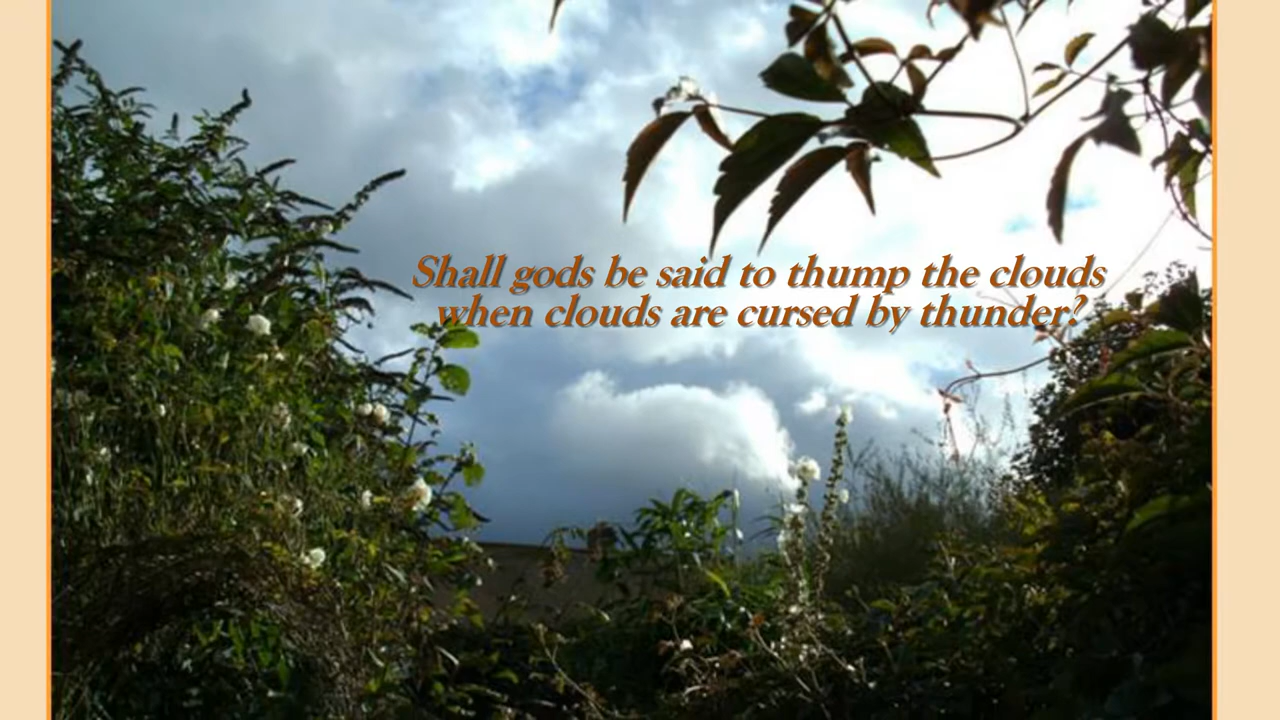 Shall gods be said to thump the clouds
when clouds are cursed by thunder?